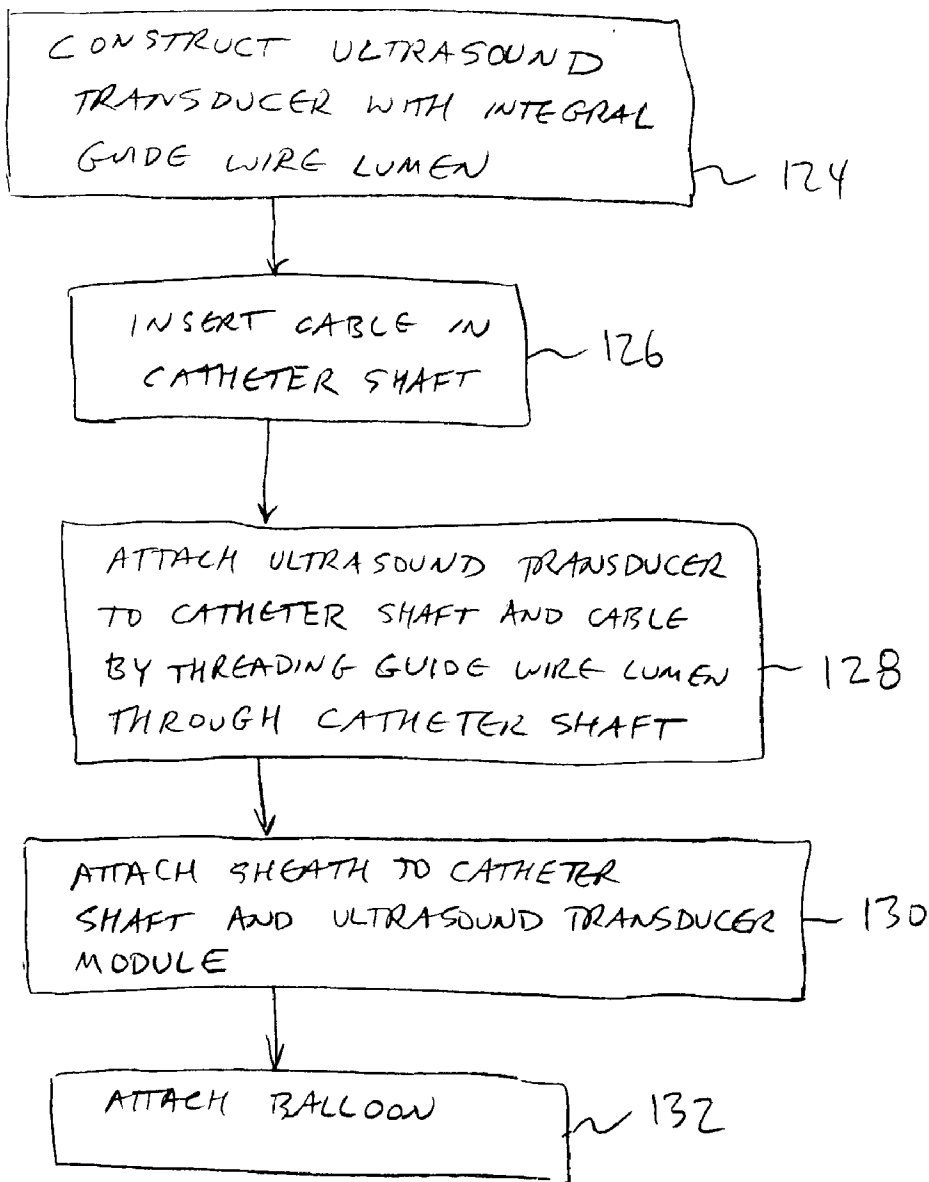 CONSTRUCT ULTRASOUND
TRANSDUCER WITH INTEGRAL
GUIDE WIRE LUMEN
124
INSERT CABLE IN
CATHETER SHAFT
126
ATTACH ULTRASOUND TRANSDUCER
TO CATHETER SHAFT AND CABLE
BY THREADING GUIDE WIRE LUMEN
THROUGH CATHETER SHAFT
128
ATTACH SHEATH TO CATHETER
SHAFT AND ULTRASOUND TRANSDUCER
MODULE
130
ATTACH BALLOON
132